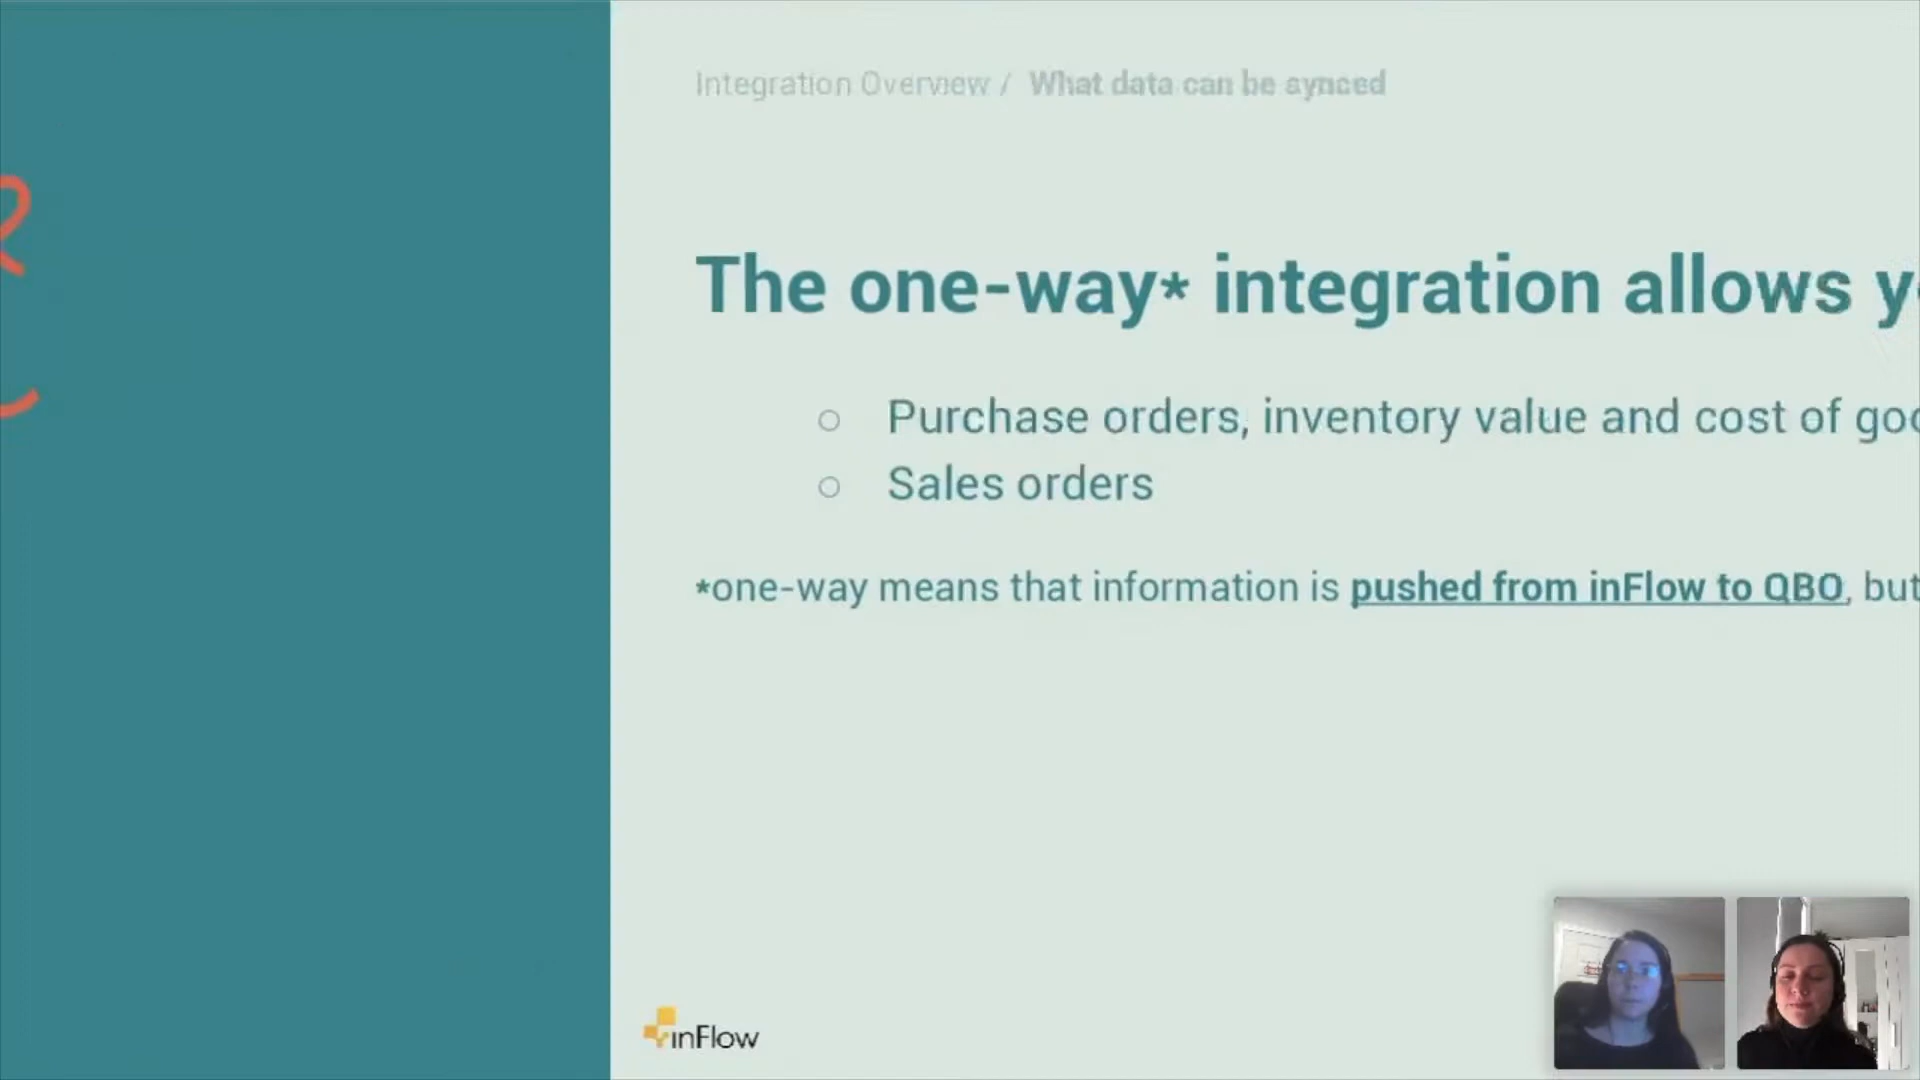 Integration Overview / What data can be synced
The one-way* integration allows
Purchase orders, inventory value and cost of
Sales orders
*one-way means that information is pushed from inFlow to QBO, but
inFlow